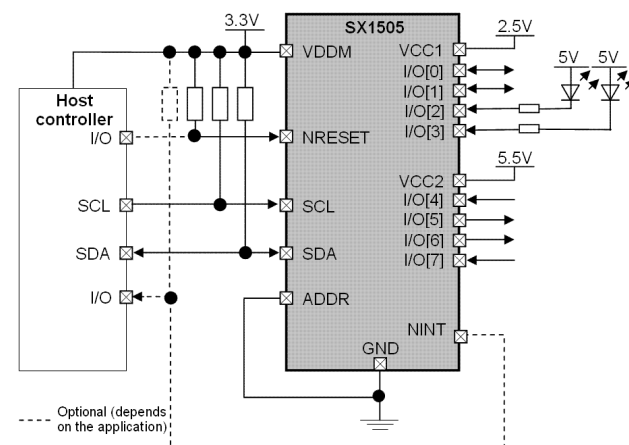 3.3V
SX1505
2.5V
VDDM
VCC1
5V
5V
I/O[0]
I/O[1]
I/O[2]
I/O[3]
Host
controller
I/O
NRESET
5.5V
VCC2
I/O[4]
SCL
SCL
I/O[5]
I/O[6]
SDA
SDA
I/O[7]
I/O
ADDR
NINT
GND
Optional (depends
on the application)